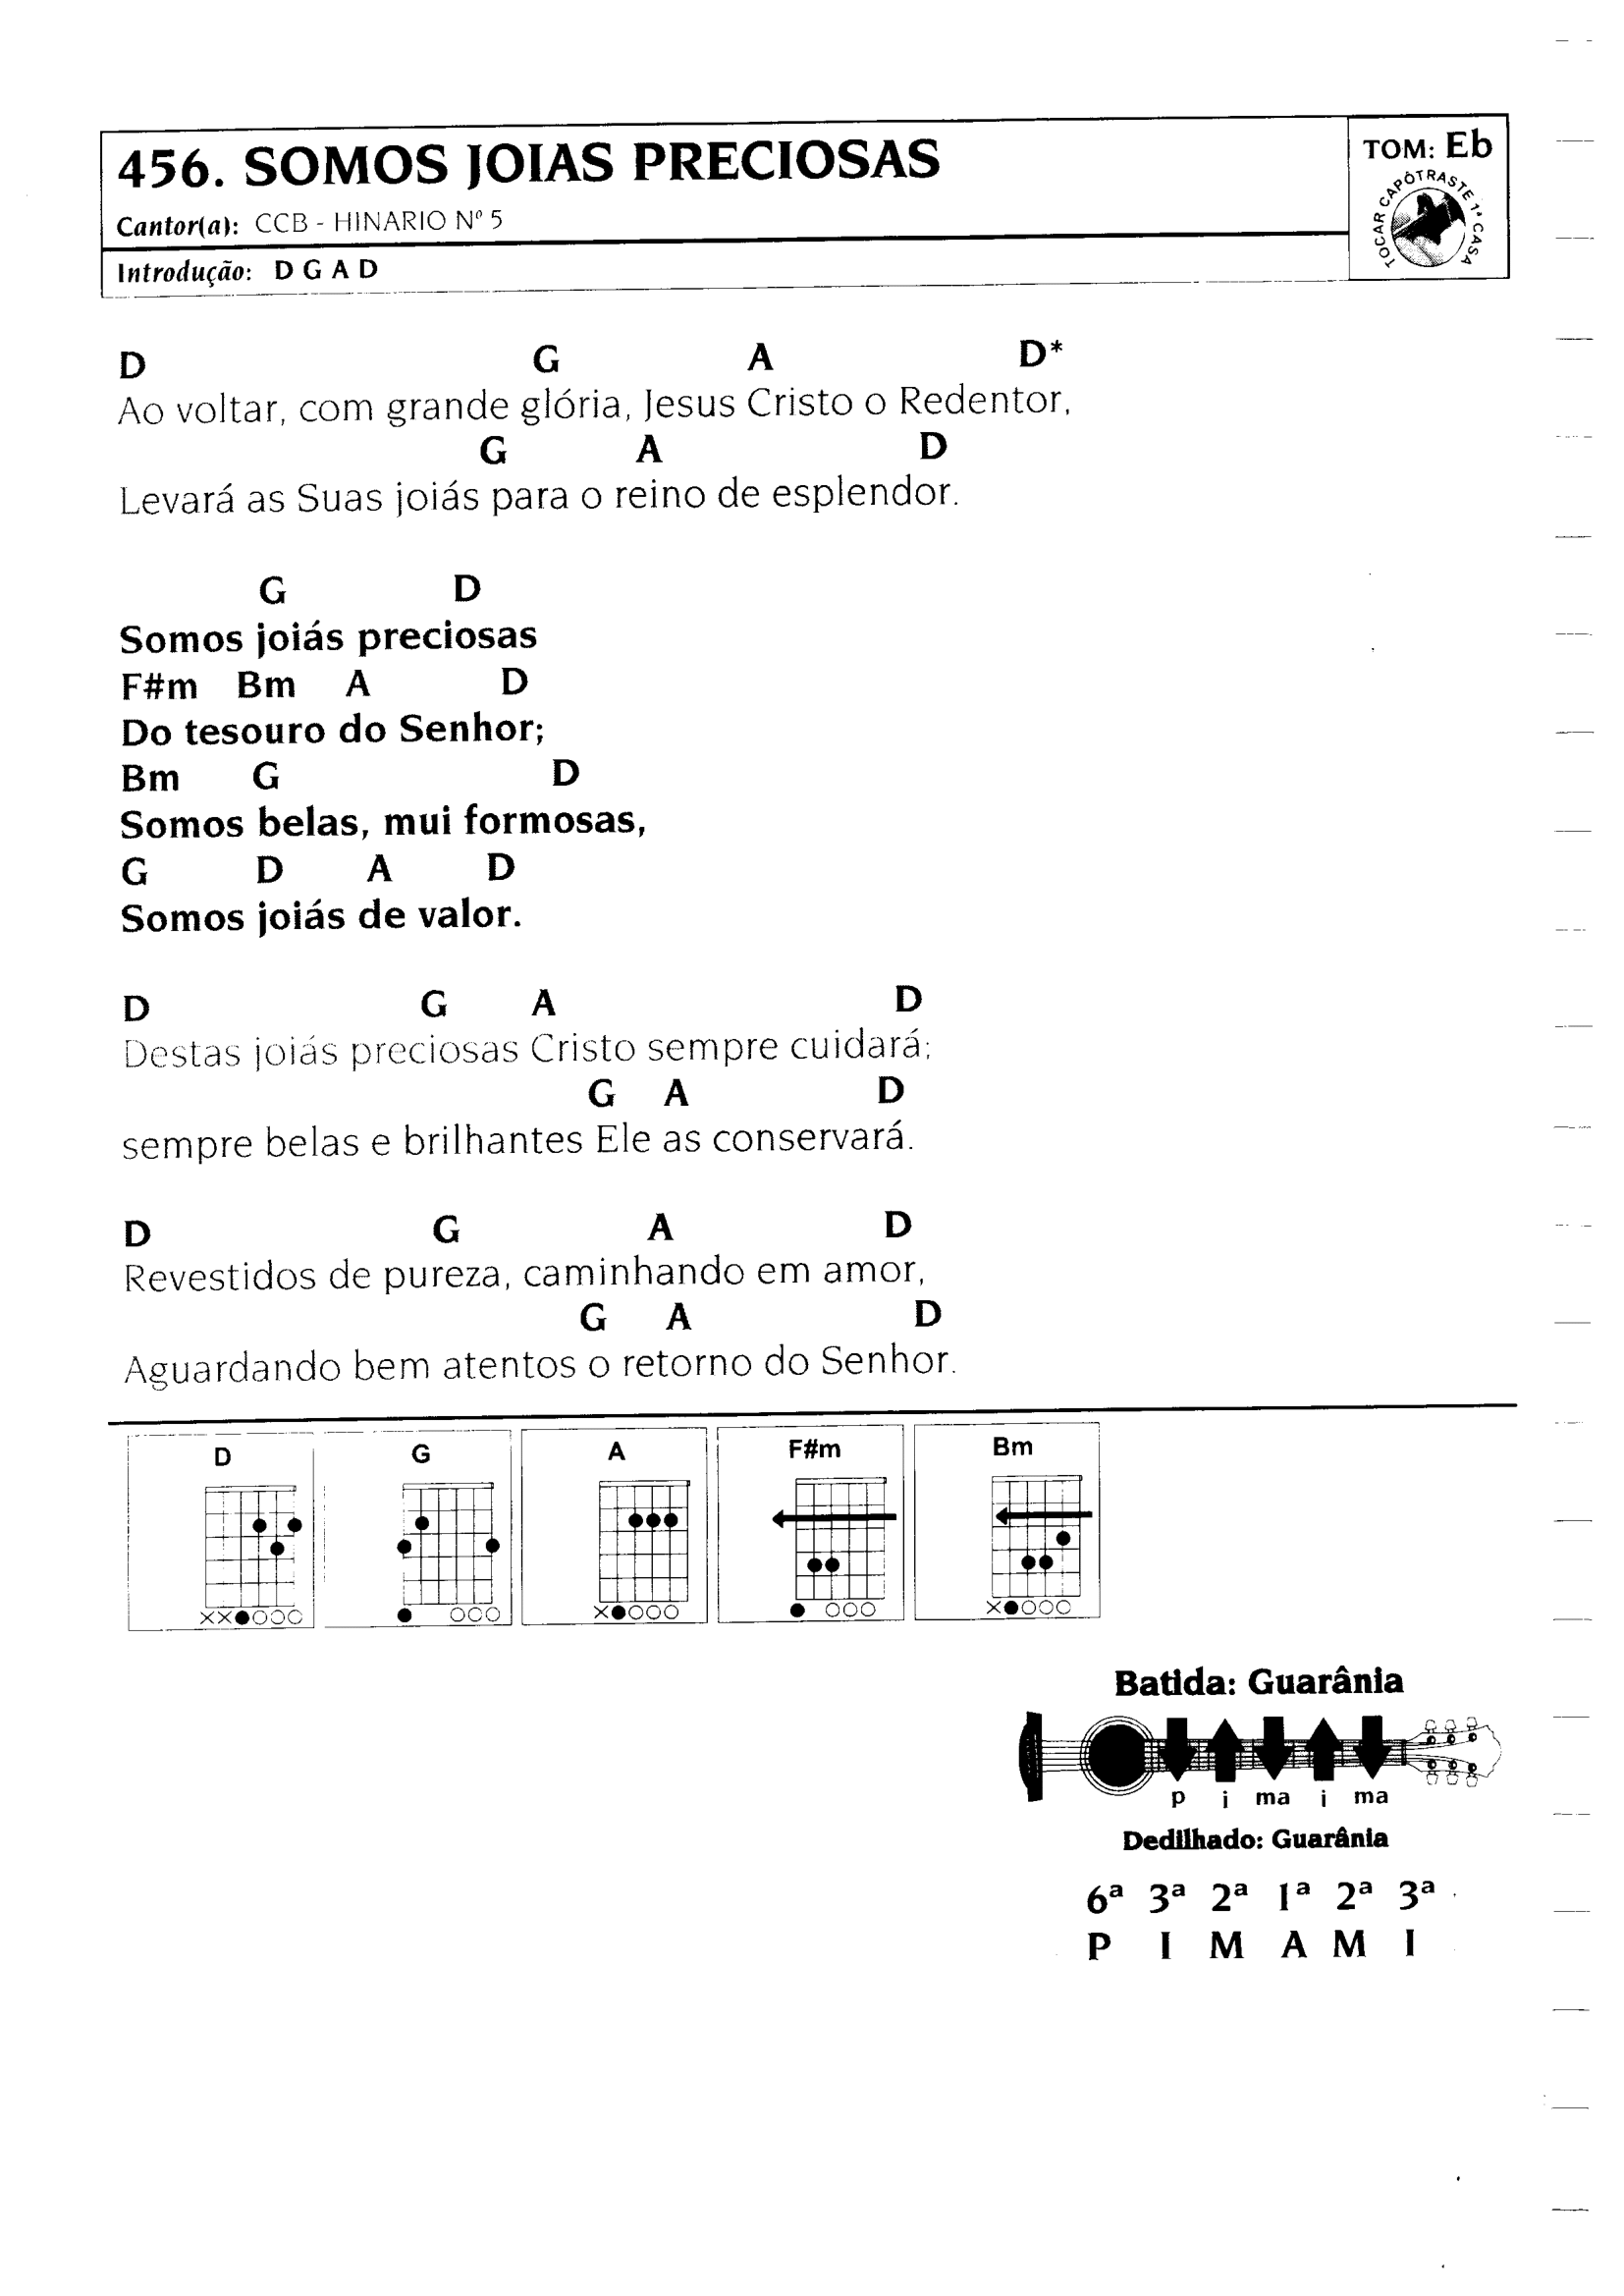 456. SOMOS JOIAS PRECIOSAS
TOM: Eb
Cantor(a): CCB - HINARIO Nº 5
TOCAR CAPÔTRASTE 1ª CASA
Introdução: D G A D
D G A D*
Ao voltar, com grande glória, Jesus Cristo o Redentor,
G A D
Levará as Suas joiás para o reino de esplendor.
G D
Somos joiás preciosas
F#m Bm A D
Do tesouro do Senhor;
Bm G D
Somos belas, mui formosas,
G D A D
Somos joiás de valor.
D G A D
Destas joiás preciosas Cristo sempre cuidará;
G A D
sempre belas e brilhantes Ele as conservará.
D G A D
Revestidos de pureza, caminhando em amor,
G A D
Aguardando bem atentos o retorno do Senhor.
D G A F#m Bm
Batida: Guarânia
p i ma i ma
Dedilhado: Guarânia
6ª 3ª 2ª 1ª 2ª 3ª
P I M A M I